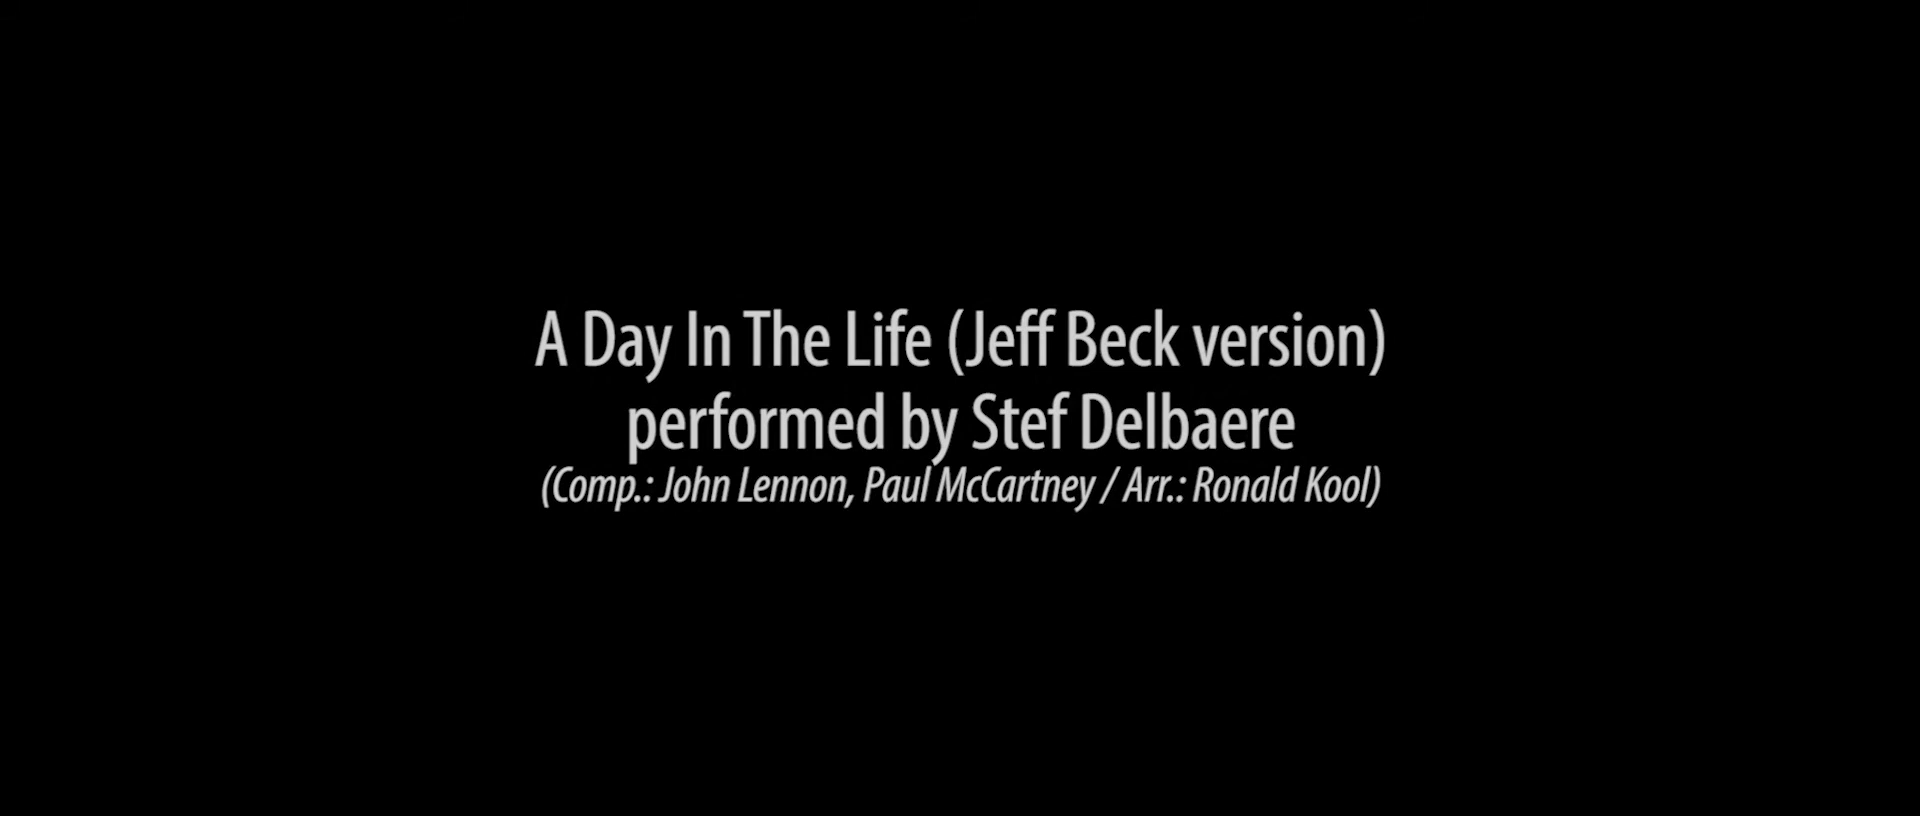 A Day In The Life (Jeff Beck version)
performed by Stef Delbaere
(Comp.: John Lennon, Paul McCartney / Arr.: Ronald Kool)